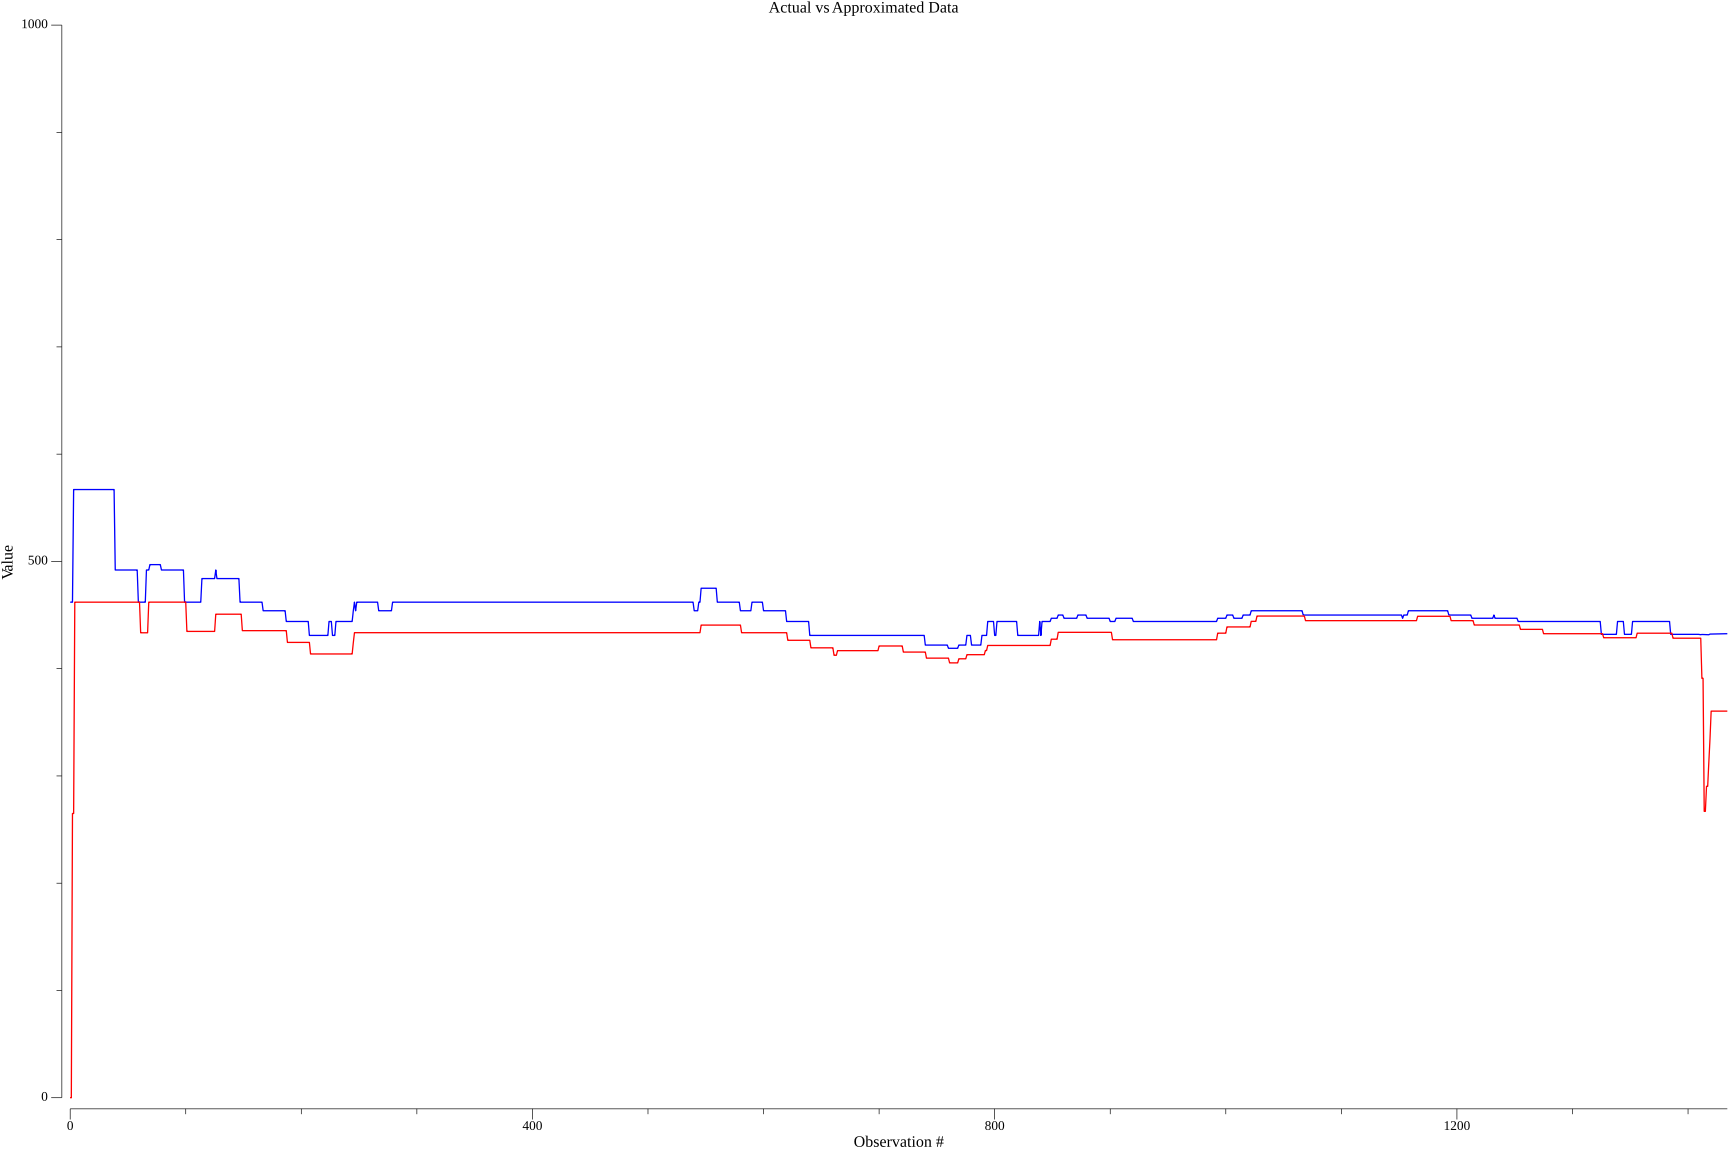 Actual vs Approximated Data
1000
500
0
Value
0 400 800 1200
Observation #